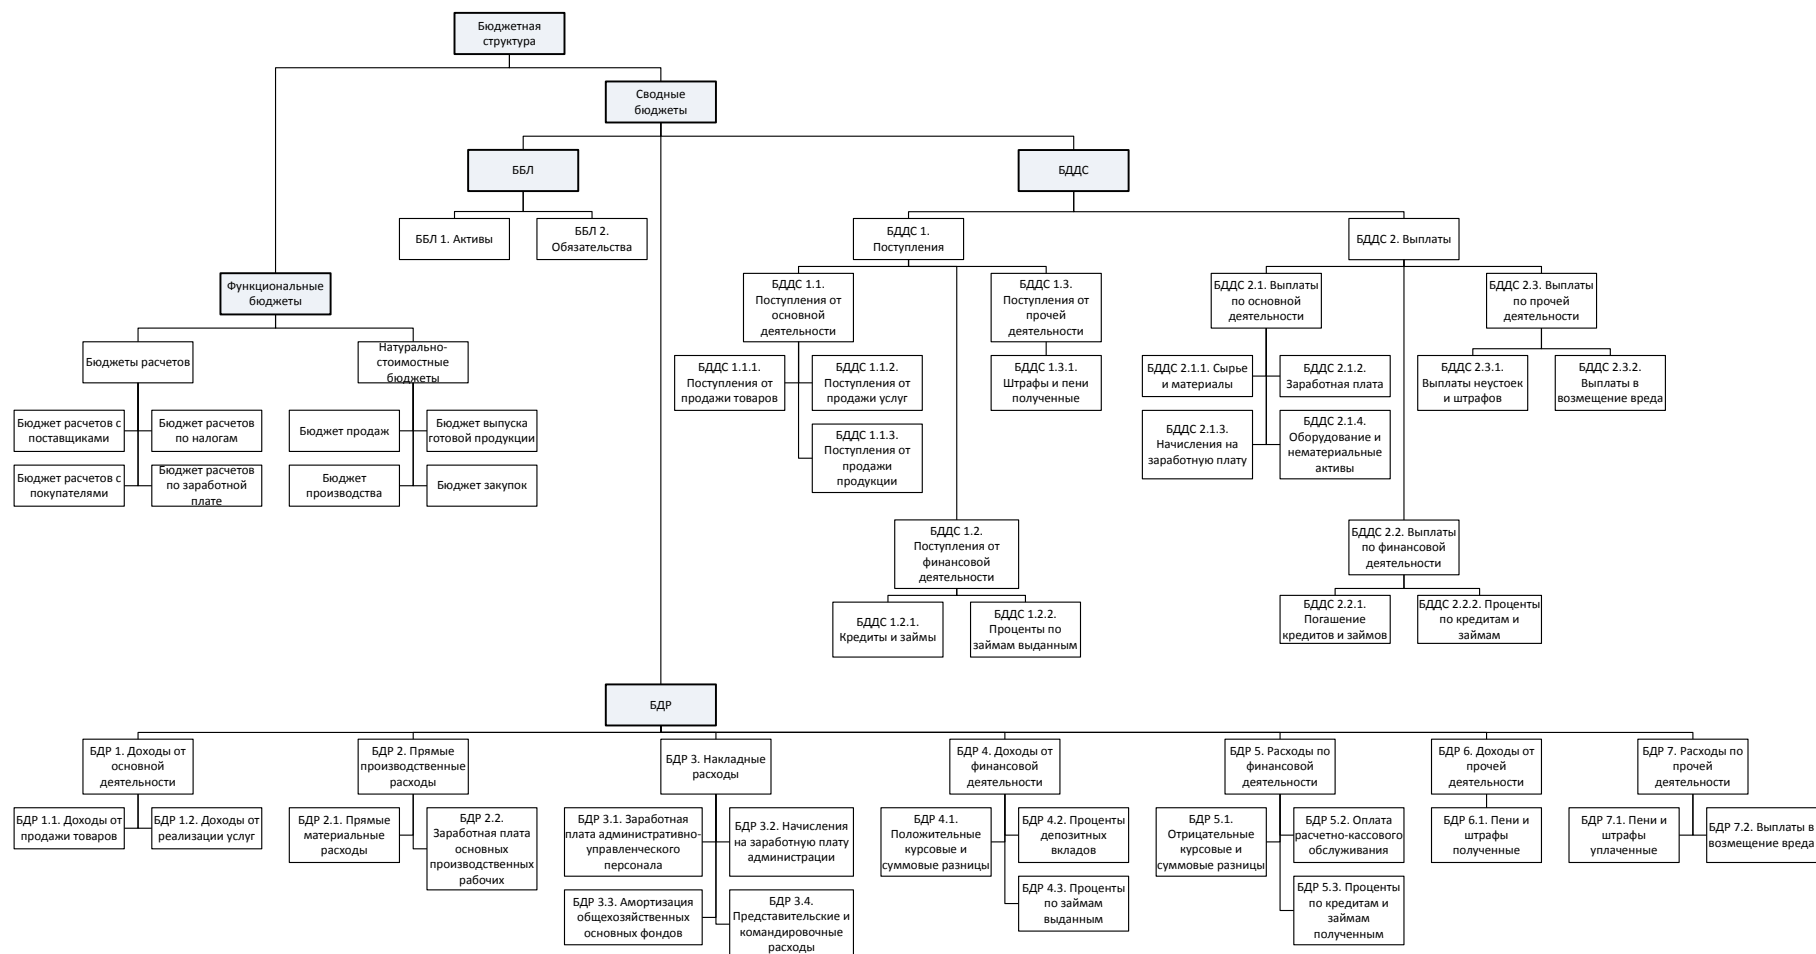 Бюджетная
структура
Сводные
бюджеты
ББЛ
БДДС
ББЛ 1. Активы
ББЛ 2.
Обязательства
БДДС 1.
Поступления
БДДС 2. Выплаты
Функциональные
бюджеты
БДДС 1.1.
Поступления от
основной
деятельности
БДДС 1.3.
Поступления от
прочей
деятельности
БДДС 2.1. Выплаты
по основной
деятельности
БДДС 2.3. Выплаты
по прочей
деятельности
Бюджеты расчетов
Натурально-
стоимостные
бюджеты
БДДС 1.1.1.
Поступления от
продажи товаров
БДДС 1.1.2.
Поступления от
продажи услуг
БДДС 1.3.1.
Штрафы и пени
полученные
БДДС 2.1.1. Сырье
и материалы
БДДС 2.1.2.
Заработная плата
БДДС 2.3.1.
Выплаты неустоек
и штрафов
БДДС 2.3.2.
Выплаты в
возмещение вреда
Бюджет расчетов с
поставщиками
Бюджет расчетов
по налогам
Бюджет продаж
Бюджет выпуска
готовой продукции
БДДС 1.1.3.
Поступления от
продажи
продукции
БДДС 2.1.3.
Начисления на
заработную плату
БДДС 2.1.4.
Оборудование и
нематериальные
активы
Бюджет расчетов с
покупателями
Бюджет расчетов
по заработной
плате
Бюджет
производства
Бюджет закупок
БДДС 1.2.
Поступления от
финансовой
деятельности
БДДС 2.2. Выплаты
по финансовой
деятельности
БДДС 1.2.1.
Кредиты и займы
БДДС 1.2.2.
Проценты по
займам выданным
БДДС 2.2.1.
Погашение
кредитов и займов
БДДС 2.2.2. Проценты
по кредитам и
займам
БДР
БДР 1. Доходы от
основной
деятельности
БДР 2. Прямые
производственные
расходы
БДР 3. Накладные
расходы
БДР 4. Доходы от
финансовой
деятельности
БДР 5. Расходы по
финансовой
деятельности
БДР 6. Доходы от
прочей
деятельности
БДР 7. Расходы по
прочей
деятельности
БДР 1.1. Доходы от
продажи товаров
БДР 1.2. Доходы от
реализации услуг
БДР 2.1. Прямые
материальные
расходы
БДР 2.2.
Заработная плата
основных
производственных
рабочих
БДР 3.1. Заработная
плата административно-
управленческого
персонала
БДР 3.2. Начисления
на заработную плату
администрации
БДР 4.1.
Положительные
курсовые и
суммовые разницы
БДР 4.2. Проценты
депозитных
вкладов
БДР 5.1.
Отрицательные
курсовые и
суммовые разницы
БДР 5.2. Оплата
расчетно-кассового
обслуживания
БДР 6.1. Пени и
штрафы
полученные
БДР 7.1. Пени и
штрафы
уплаченные
БДР 7.2. Выплаты в
возмещение вреда
БДР 3.3. Амортизация
общехозяйственных
основных фондов
БДР 3.4.
Представительские и
командировочные
расходы
БДР 4.3. Проценты
по займам
выданным
БДР 5.3. Проценты
по кредитам и
займам
полученным